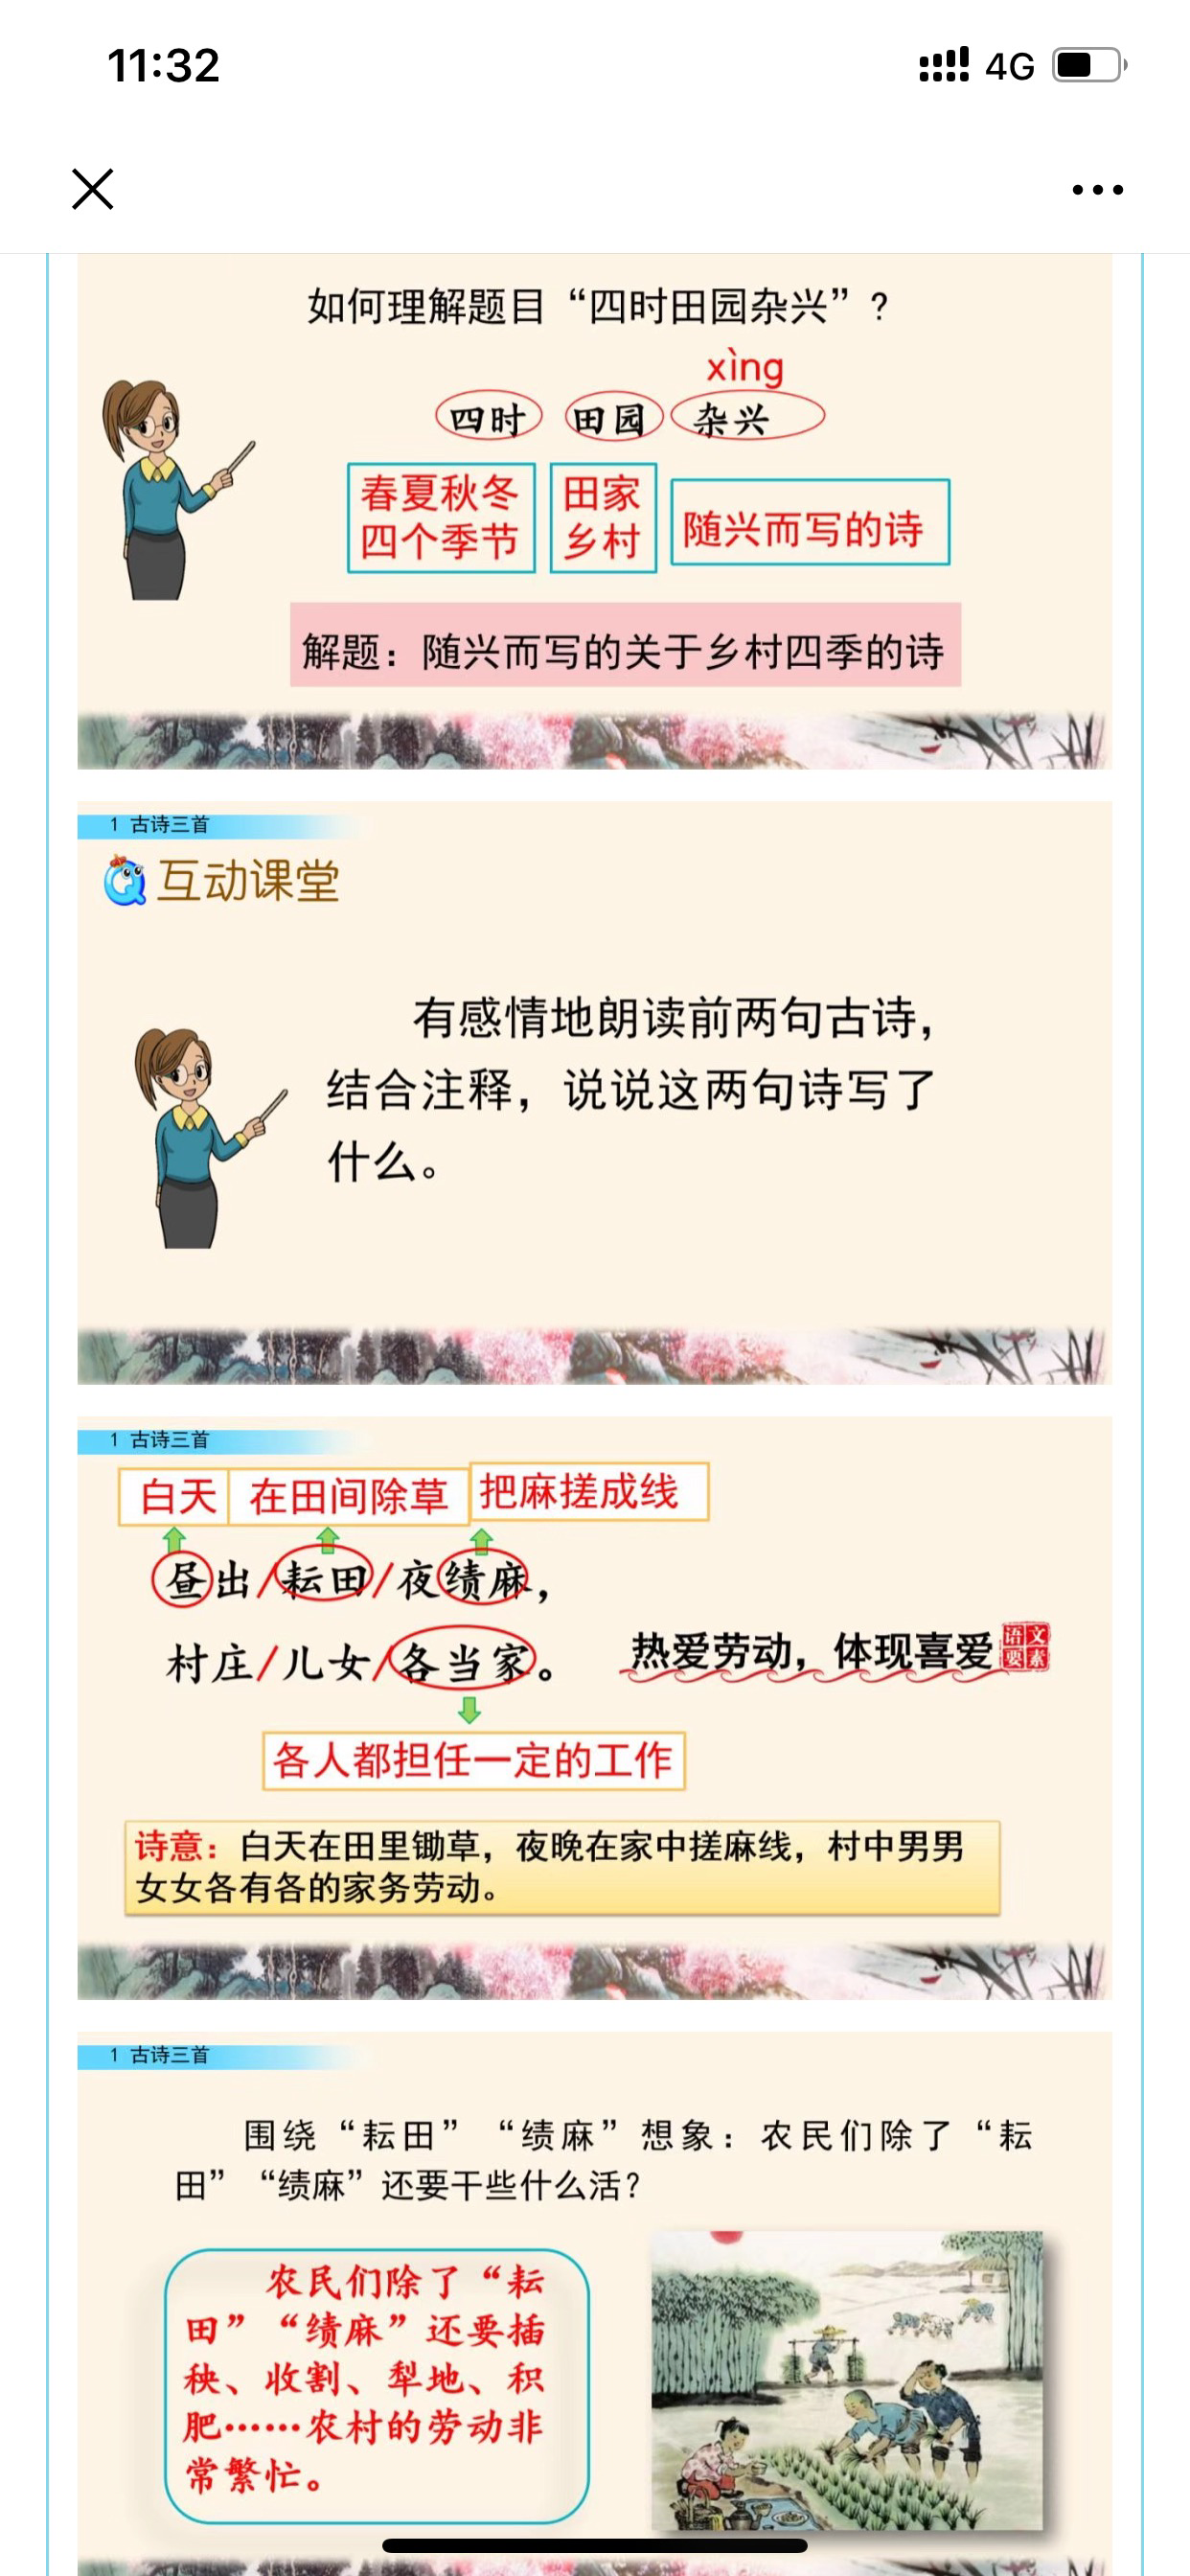 11:32
4G
如何理解题目“四时田园杂兴”?
xìng
四时 田园 杂兴
春夏秋冬
四个季节
田家
乡村
随兴而写的诗
解题：随兴而写的关于乡村四季的诗
1 古诗三首
互动课堂
有感情地朗读前两句古诗，
结合注释，说说这两句诗写了
什么。
1 古诗三首
白天 在田间除草 把麻搓成线
昼出/耘田/夜绩麻，
村庄/儿女/各当家。
热爱劳动，体现喜爱
语文
要素
各人都担任一定的工作
诗意：白天在田里锄草，夜晚在家中搓麻线，村中男男
女女各有各的家务劳动。
1 古诗三首
围绕“耘田”“绩麻”想象：农民们除了“耘
田”“绩麻”还要干些什么活?
农民们除了“耘
田”“绩麻”还要插
秧、收割、犁地、积
肥……农村的劳动非
常繁忙。